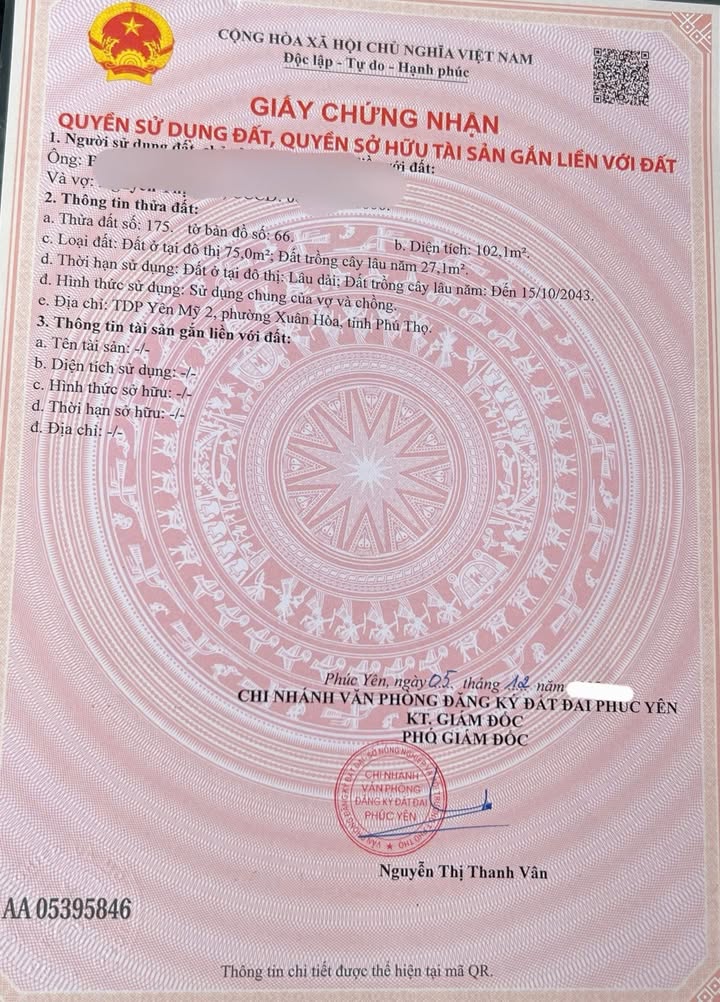 CỘNG HÒA XÃ HỘI CHỦ NGHĨA VIỆT NAM
Độc lập - Tự do - Hạnh phúc
GIẤY CHỨNG NHẬN
QUYỀN SỬ DỤNG ĐẤT, QUYỀN SỞ HỮU TÀI SẢN GẮN LIỀN VỚI ĐẤT
1. Người sử dụng đất, với đất:
Ông:
Và vợ:
2. Thông tin thửa đất:
a. Thửa đất số: 175. tờ bản đồ số: 66. b. Diện tích: 102,1m².
c. Loại đất: Đất ở tại đô thị 75,0m²; Đất trồng cây lâu năm 27,1m².
d. Thời hạn sử dụng: Đất ở tại đô thị: Lâu dài; Đất trồng cây lâu năm: Đến 15/10/2043.
đ. Hình thức sử dụng: Sử dụng chung của vợ và chồng.
e. Địa chỉ: TDP Yên Mỹ 2, phường Xuân Hòa, tỉnh Phú Thọ.
3. Thông tin tài sản gắn liền với đất:
a. Tên tài sản: -/-
b. Diện tích sử dụng: -/-
c. Hình thức sở hữu: -/-
d. Thời hạn sở hữu: -/-
đ. Địa chỉ: -/-
Phúc Yên, ngày 05 tháng 12 năm
CHI NHÁNH VĂN PHÒNG ĐĂNG KÝ ĐẤT ĐAI PHÚC YÊN
KT. GIÁM ĐỐC
PHÓ GIÁM ĐỐC
CHI NHÁNH
VĂN PHÒNG
ĐĂNG KÝ ĐẤT ĐAI
PHÚC YÊN
Nguyễn Thị Thanh Vân
AA 05395846
Thông tin chi tiết được thể hiện tại mã QR.